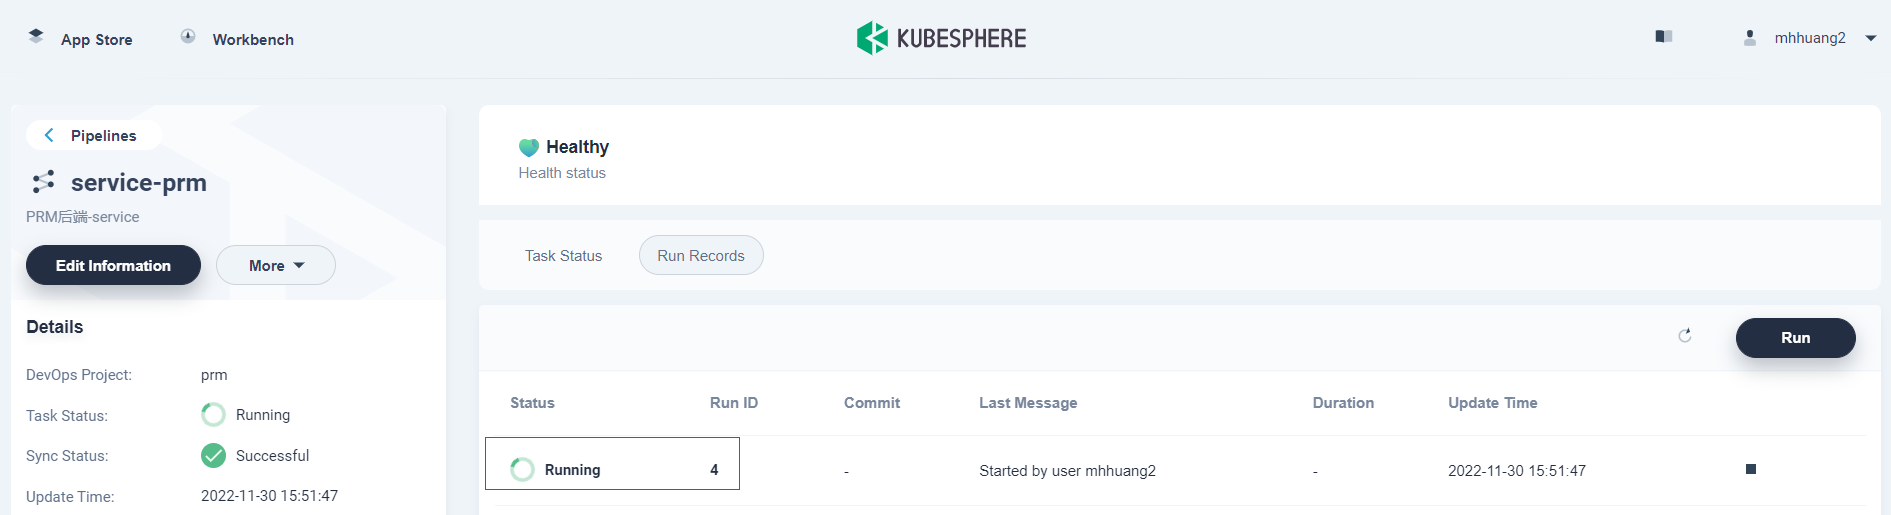 App Store
Workbench
KUBESPHERE
mhhuang2
Pipelines
service-prm
PRM后端-service
Edit Information
More
Details
DevOps Project: prm
Task Status: Running
Sync Status: Successful
Update Time: 2022-11-30 15:51:47
Healthy
Health status
Task Status
Run Records
Run
Status Run ID Commit Last Message Duration Update Time
Running 4 - Started by user mhhuang2 - 2022-11-30 15:51:47